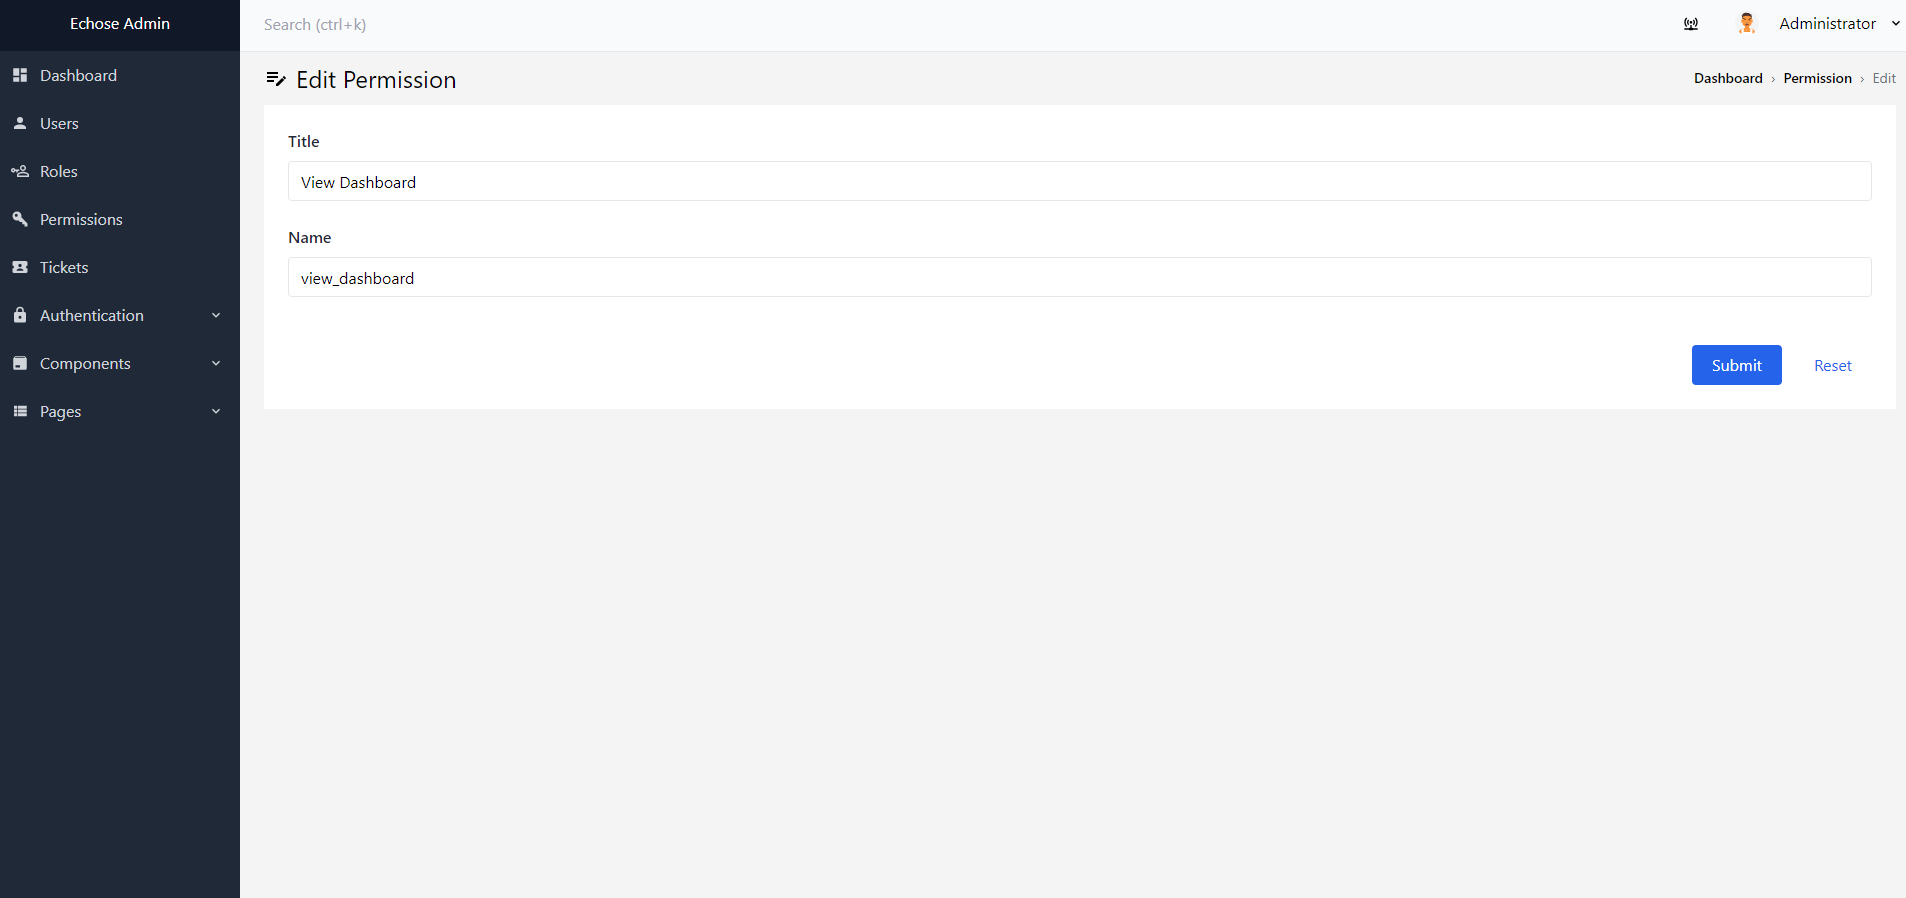 Echose Admin
Search (ctrl+k)
Administrator
Dashboard
Users
Roles
Permissions
Tickets
Authentication
Components
Pages
Edit Permission
Dashboard › Permission › Edit
Title
View Dashboard
Name
view_dashboard
Submit
Reset